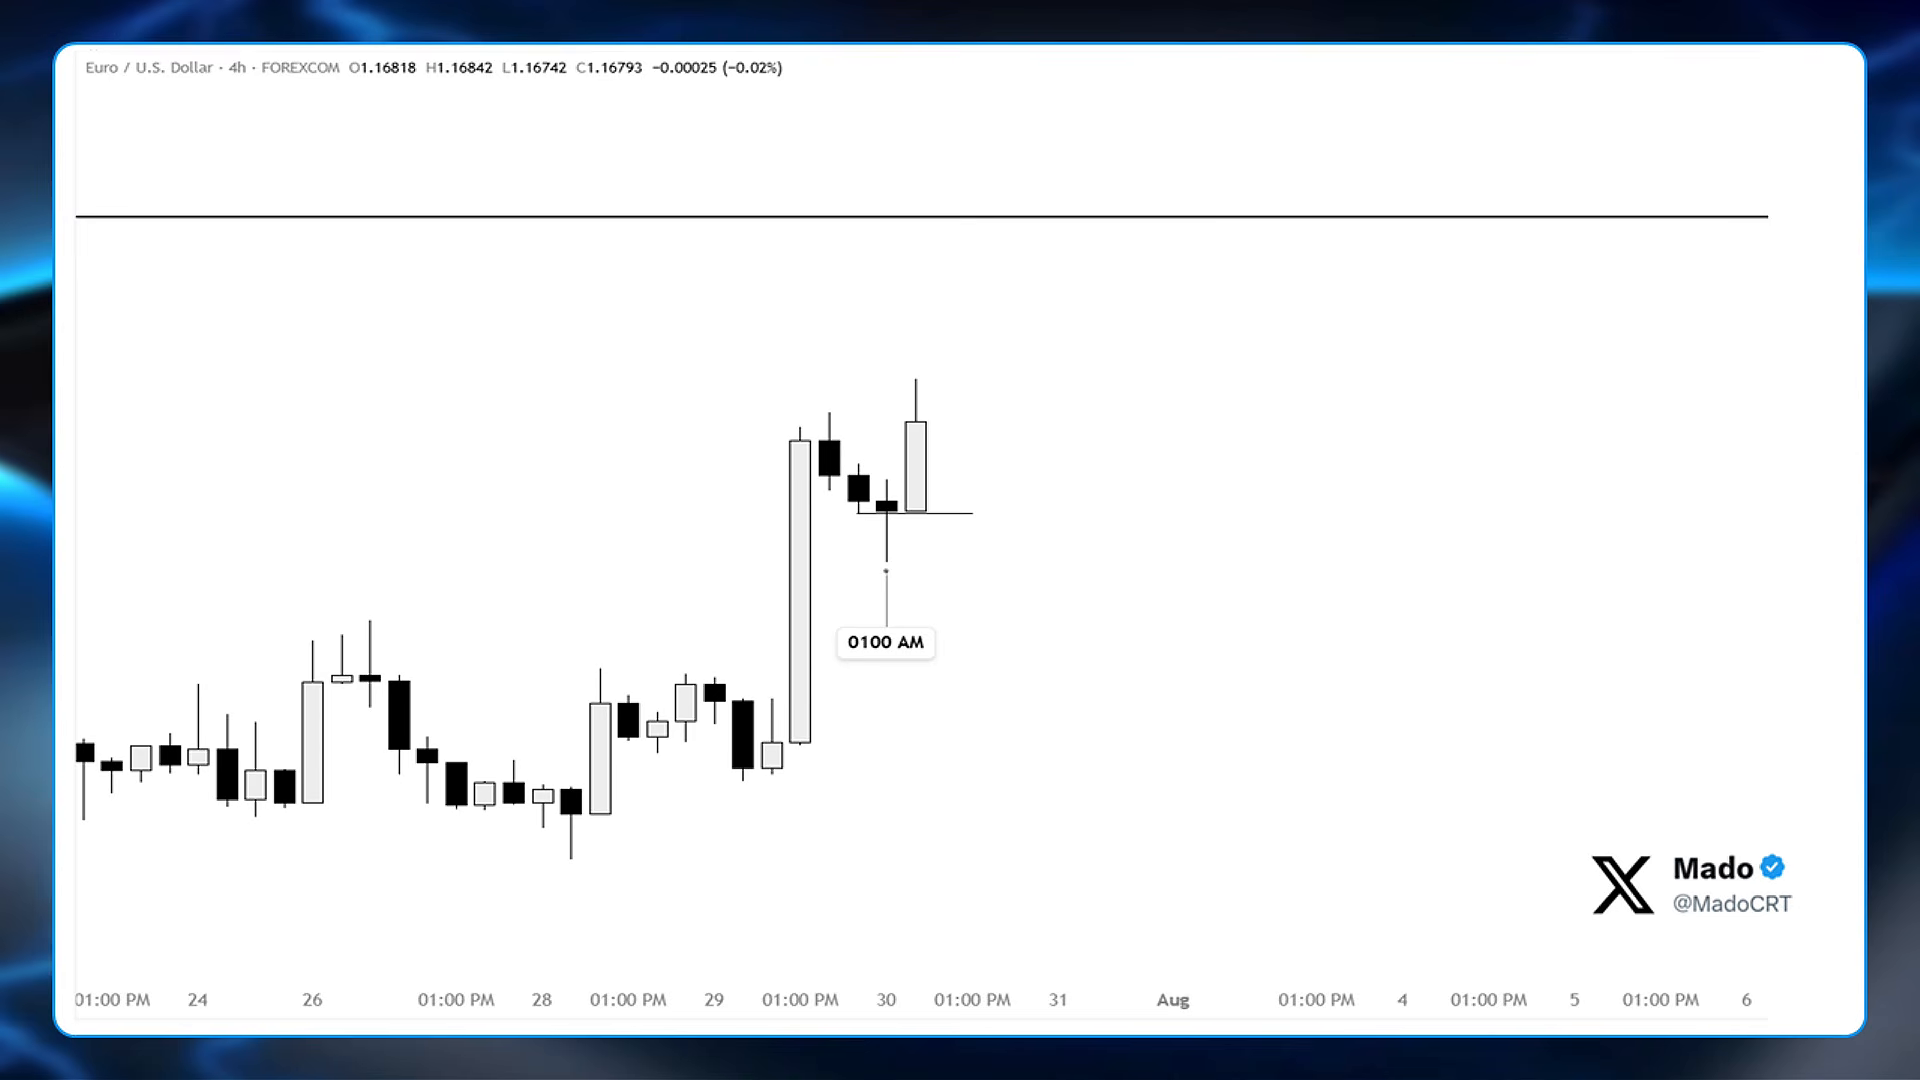 Euro / U.S. Dollar · 4h · FOREXCOM O1.16818 H1.16842 L1.16742 C1.16793 −0.00025 (−0.02%)
0100 AM
Mado
@MadoCRT
01:00 PM 24 26 01:00 PM 28 01:00 PM 29 01:00 PM 30 01:00 PM 31 Aug 01:00 PM 4 01:00 PM 5 01:00 PM 6